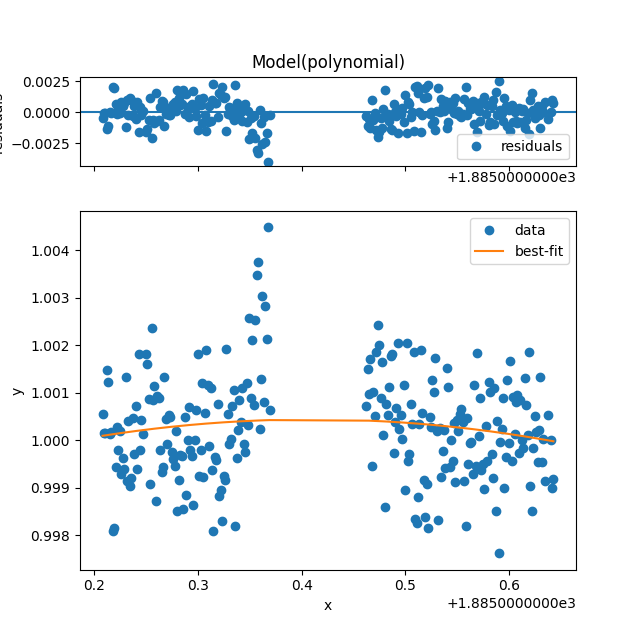 Model(polynomial)
0.0025
0.0000
−0.0025
residuals
residuals
+1.8850000000e3
1.004
1.003
1.002
1.001
1.000
0.999
0.998
y
data
best-fit
0.2 0.3 0.4 0.5 0.6
x
+1.8850000000e3